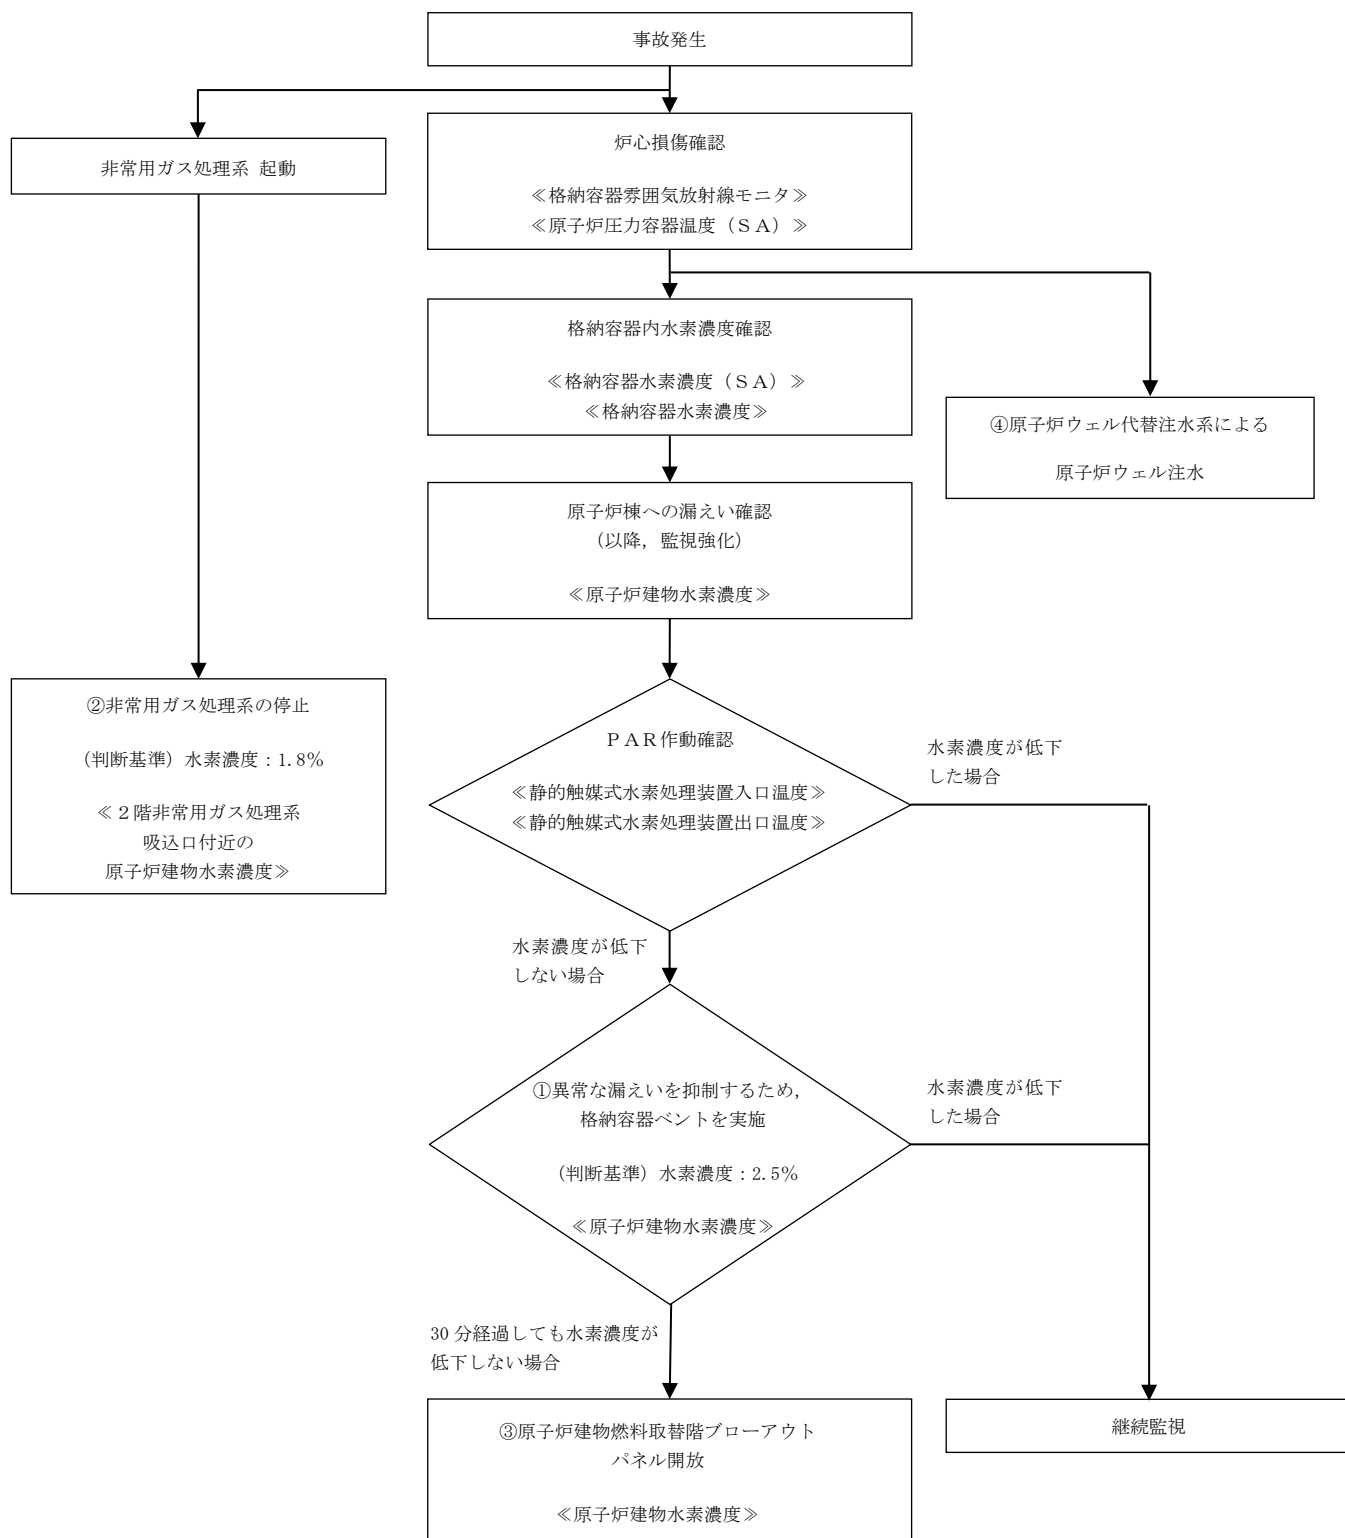 事故発生
非常用ガス処理系 起動
炉心損傷確認
≪格納容器雰囲気放射線モニタ≫
≪原子炉圧力容器温度（ＳＡ）≫
格納容器内水素濃度確認
≪格納容器水素濃度（ＳＡ）≫
≪格納容器水素濃度≫
④原子炉ウェル代替注水系による
原子炉ウェル注水
原子炉棟への漏えい確認
（以降，監視強化）
≪原子炉建物水素濃度≫
②非常用ガス処理系の停止
（判断基準）水素濃度：1.8%
≪２階非常用ガス処理系
吸込口付近の
原子炉建物水素濃度≫
ＰＡＲ作動確認
≪静的触媒式水素処理装置入口温度≫
≪静的触媒式水素処理装置出口温度≫
水素濃度が低下
した場合
水素濃度が低下
しない場合
①異常な漏えいを抑制するため，
格納容器ベントを実施
（判断基準）水素濃度：2.5%
≪原子炉建物水素濃度≫
水素濃度が低下
した場合
30 分経過しても水素濃度が
低下しない場合
③原子炉建物燃料取替階ブローアウト
パネル開放
≪原子炉建物水素濃度≫
継続監視